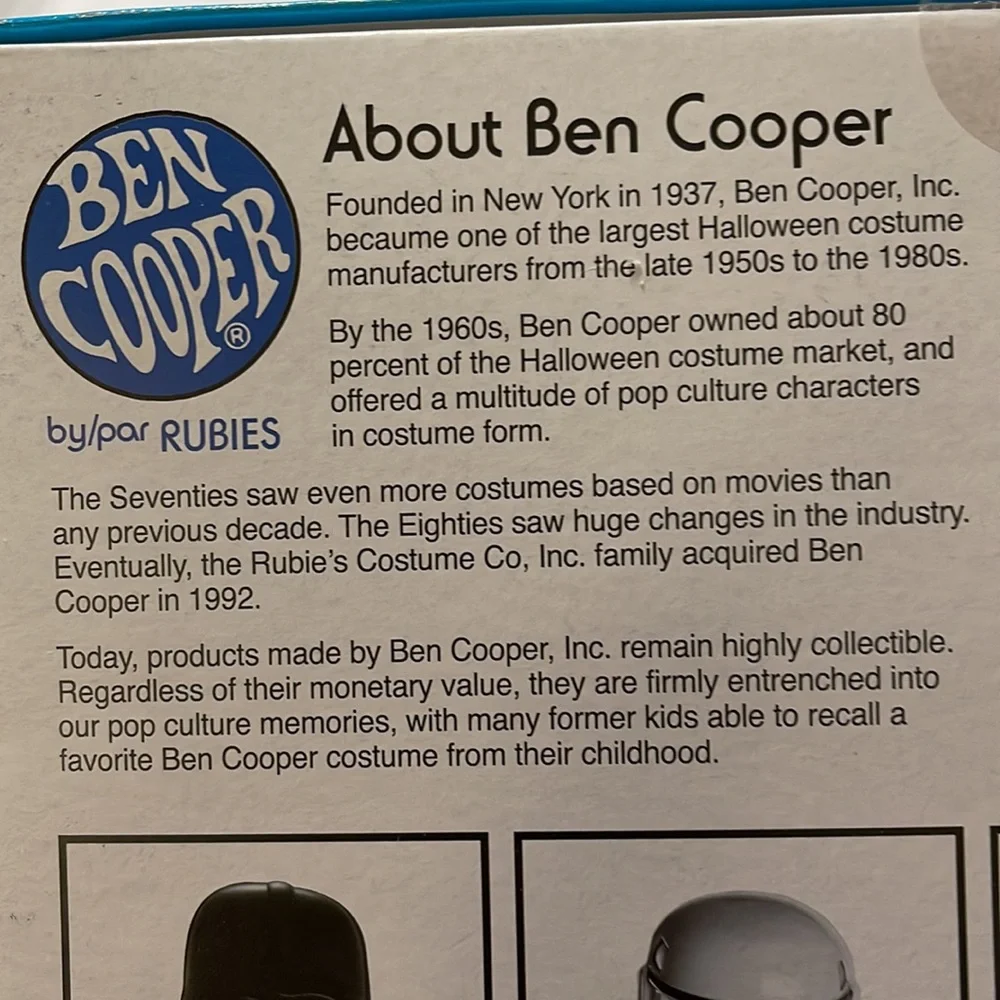 BEN
COOPER
®
by/par RUBIES
About Ben Cooper
Founded in New York in 1937, Ben Cooper, Inc.
becaume one of the largest Halloween costume
manufacturers from the late 1950s to the 1980s.
By the 1960s, Ben Cooper owned about 80
percent of the Halloween costume market, and
offered a multitude of pop culture characters
in costume form.
The Seventies saw even more costumes based on movies than
any previous decade. The Eighties saw huge changes in the industry.
Eventually, the Rubie's Costume Co, Inc. family acquired Ben
Cooper in 1992.
Today, products made by Ben Cooper, Inc. remain highly collectible.
Regardless of their monetary value, they are firmly entrenched into
our pop culture memories, with many former kids able to recall a
favorite Ben Cooper costume from their childhood.